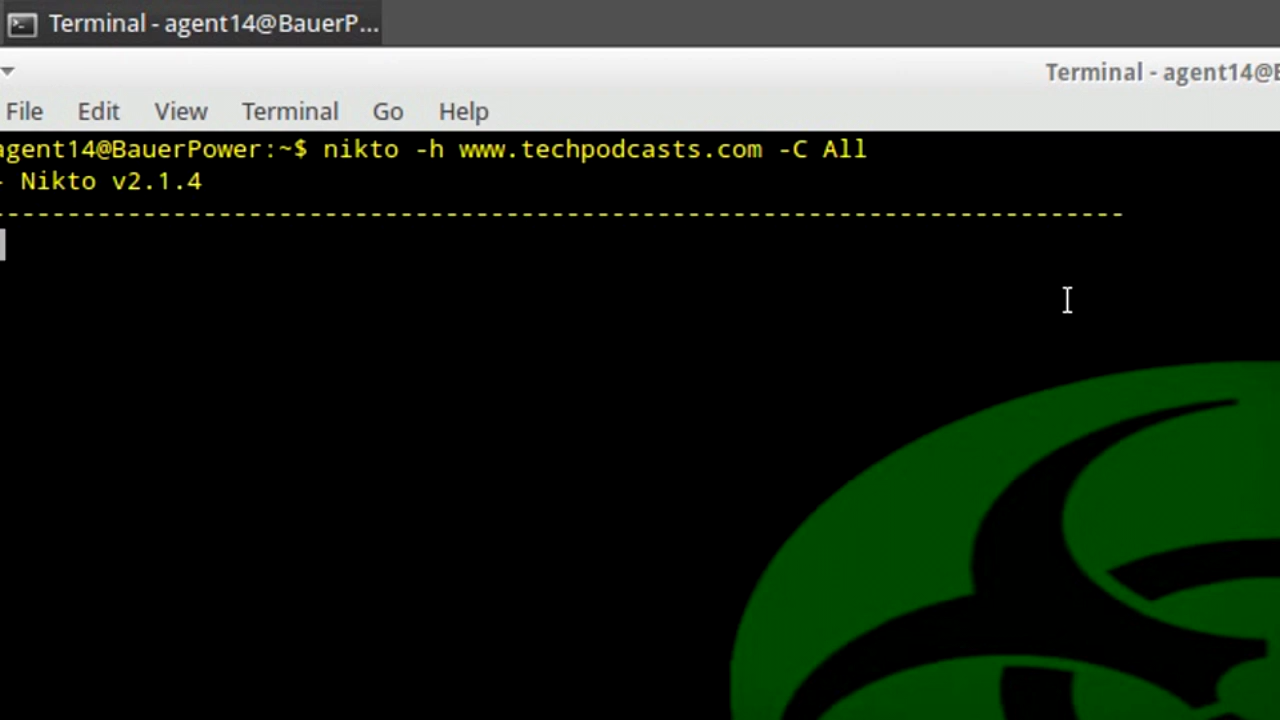 Terminal - agent14@BauerP...
Terminal - agent14@B
File Edit View Terminal Go Help
agent14@BauerPower:~$ nikto -h www.techpodcasts.com -C All
- Nikto v2.1.4
---------------------------------------------------------------------------